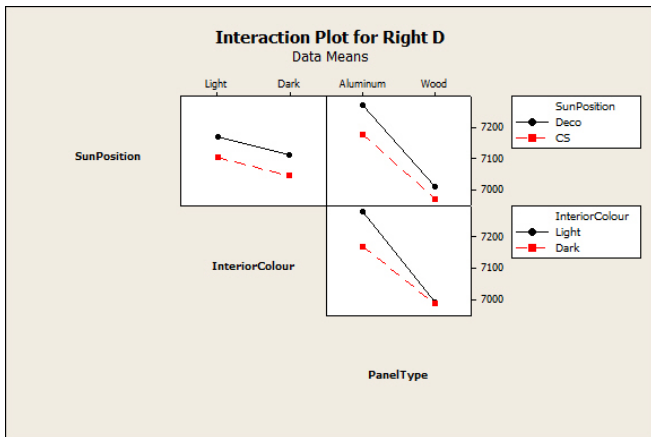 Interaction Plot for Right D
Data Means
Light Dark Aluminum Wood
SunPosition
7200
7100
7000
SunPosition
Deco
CS
InteriorColour
7200
7100
7000
InteriorColour
Light
Dark
PanelType